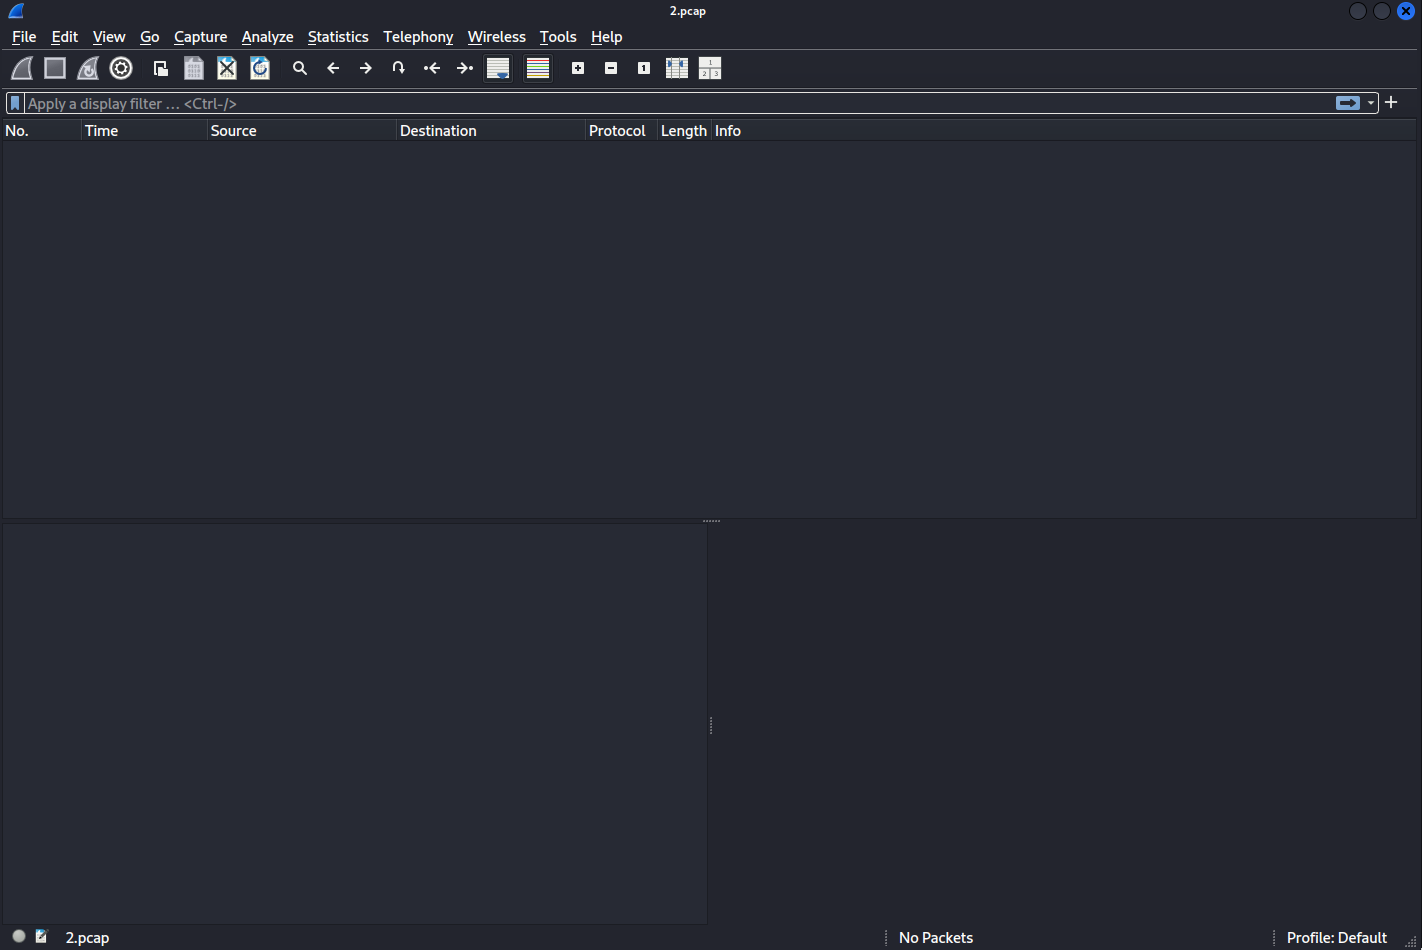 2.pcap
File Edit View Go Capture Analyze Statistics Telephony Wireless Tools Help
Apply a display filter … <Ctrl-/>
No. Time Source Destination Protocol Length Info
2.pcap No Packets Profile: Default